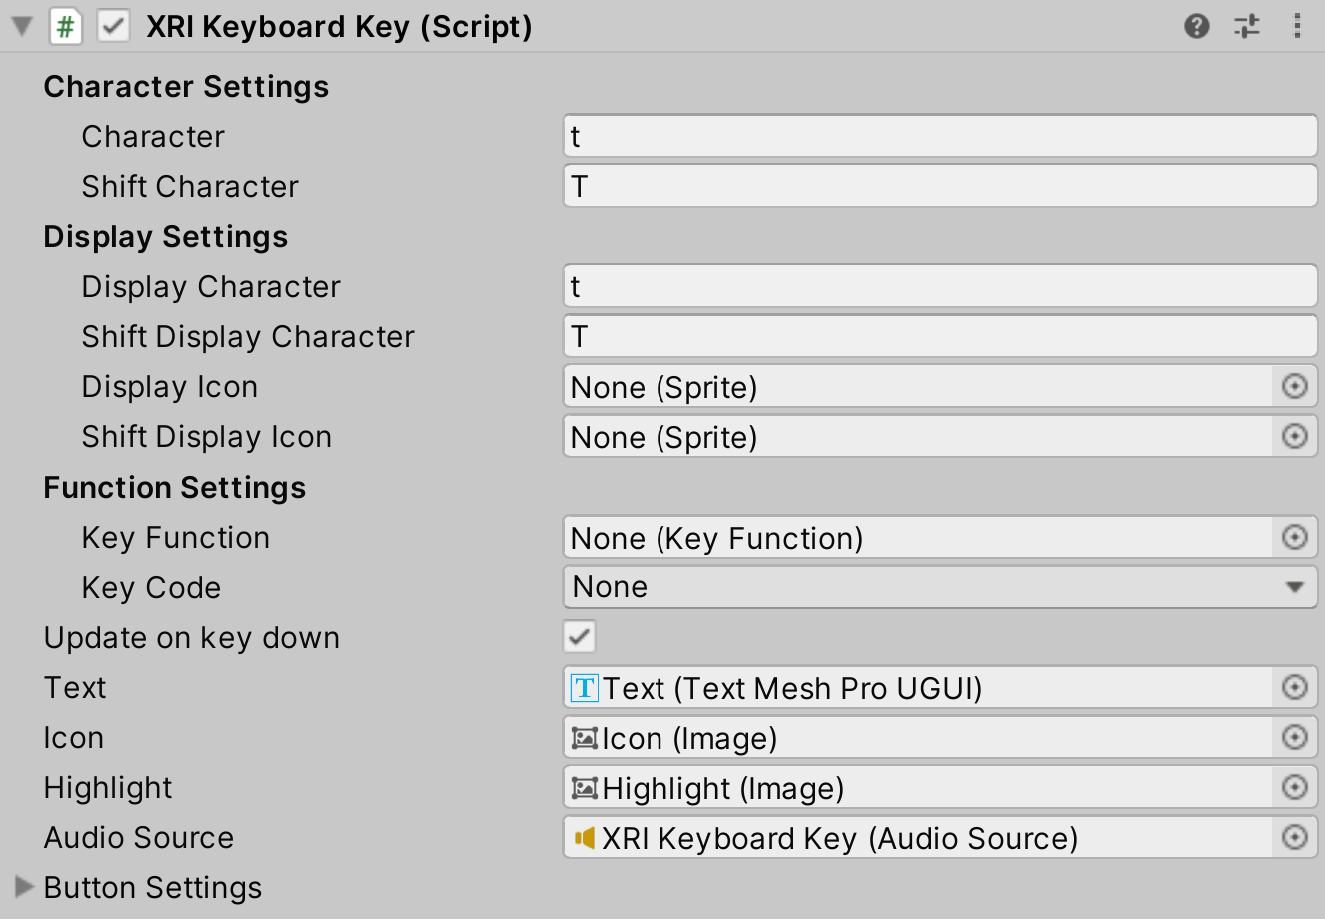 # XRI Keyboard Key (Script)
Character Settings
Character t
Shift Character T
Display Settings
Display Character t
Shift Display Character T
Display Icon None (Sprite)
Shift Display Icon None (Sprite)
Function Settings
Key Function None (Key Function)
Key Code None
Update on key down
Text T Text (Text Mesh Pro UGUI)
Icon Icon (Image)
Highlight Highlight (Image)
Audio Source XRI Keyboard Key (Audio Source)
Button Settings